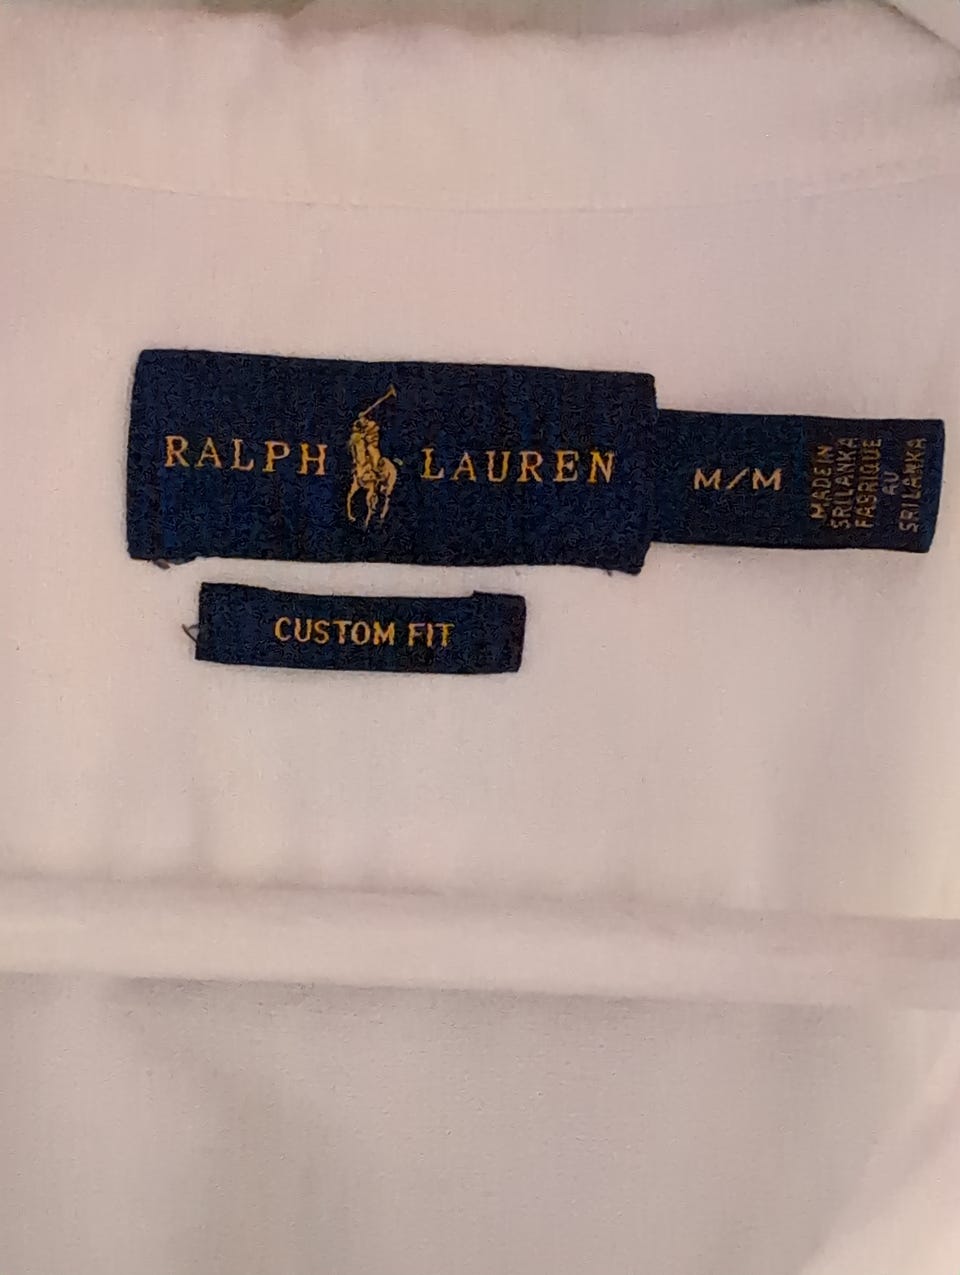 RALPH LAUREN
M/M
MADE IN
SRI LANKA
FABRIQUE
AU
SRI LANKA
CUSTOM FIT